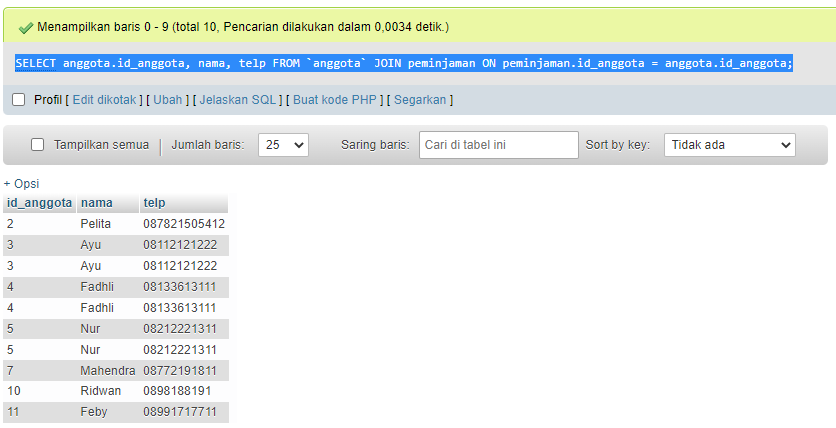 Menampilkan baris 0 - 9 (total 10, Pencarian dilakukan dalam 0,0034 detik.)
SELECT anggota.id_anggota, nama, telp FROM `anggota` JOIN peminjaman ON peminjaman.id_anggota = anggota.id_anggota;
Profil [ Edit dikotak ] [ Ubah ] [ Jelaskan SQL ] [ Buat kode PHP ] [ Segarkan ]
Tampilkan semua | Jumlah baris: 25 Saring baris: Cari di tabel ini Sort by key: Tidak ada
+ Opsi
id_anggota nama telp
2 Pelita 087821505412
3 Ayu 08112121222
3 Ayu 08112121222
4 Fadhli 08133613111
4 Fadhli 08133613111
5 Nur 08212221311
5 Nur 08212221311
7 Mahendra 08772191811
10 Ridwan 0898188191
11 Feby 08991717711